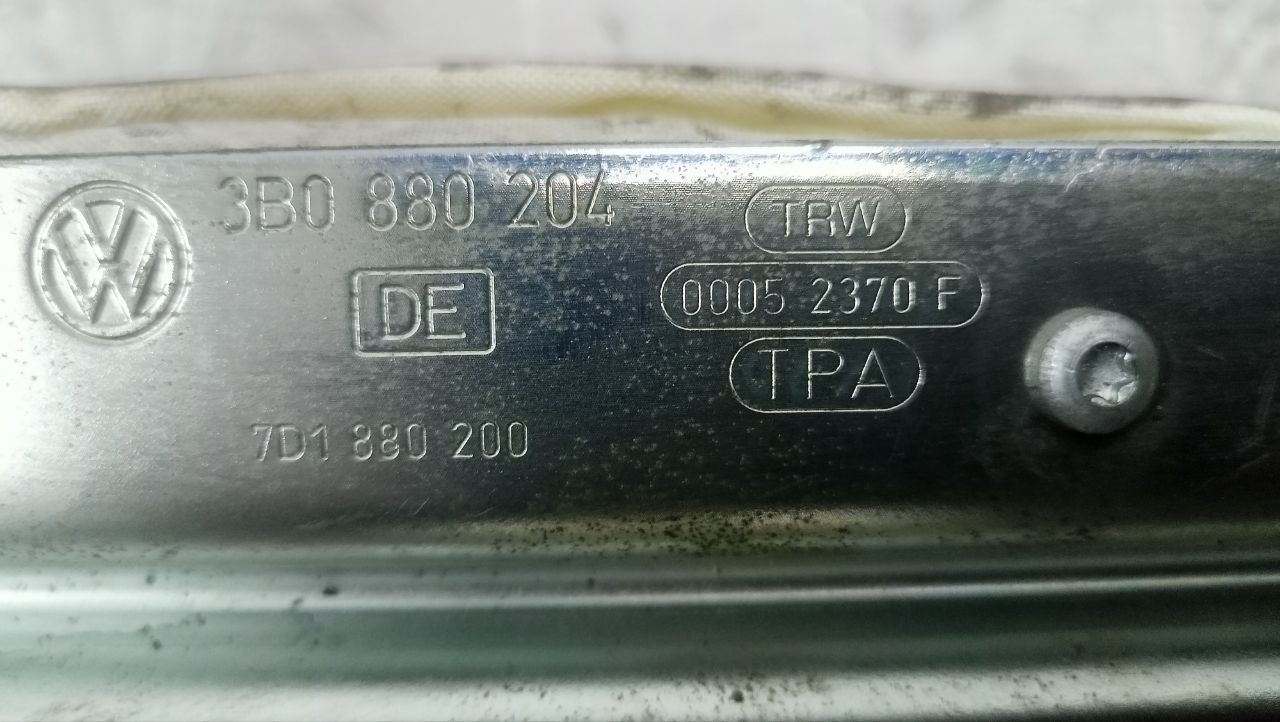 3B0 880 204
DE
7D1 880 200
TRW
0005 2370 F
TPA